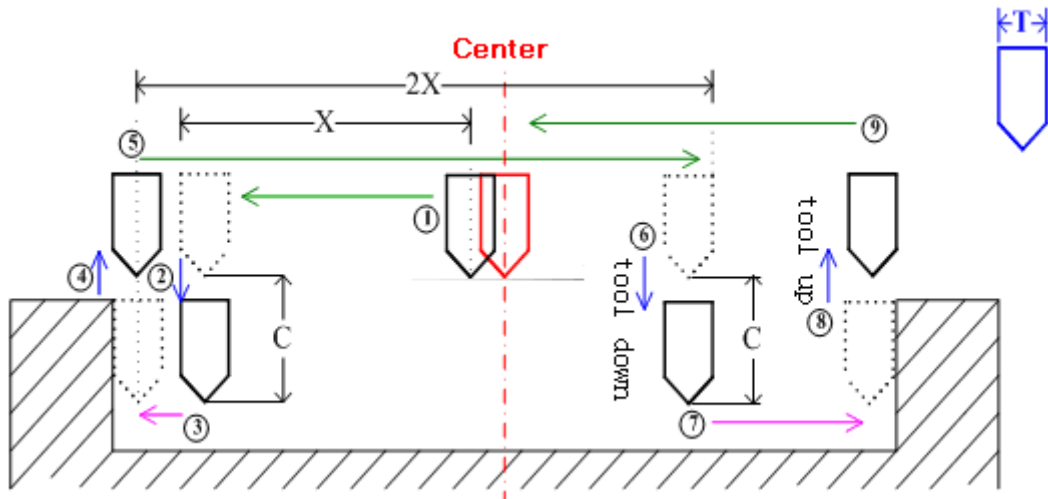 T
Center
2X
X
⑨
⑤
①
⑥
tool down
tool up
④
②
C
C
⑧
③
⑦